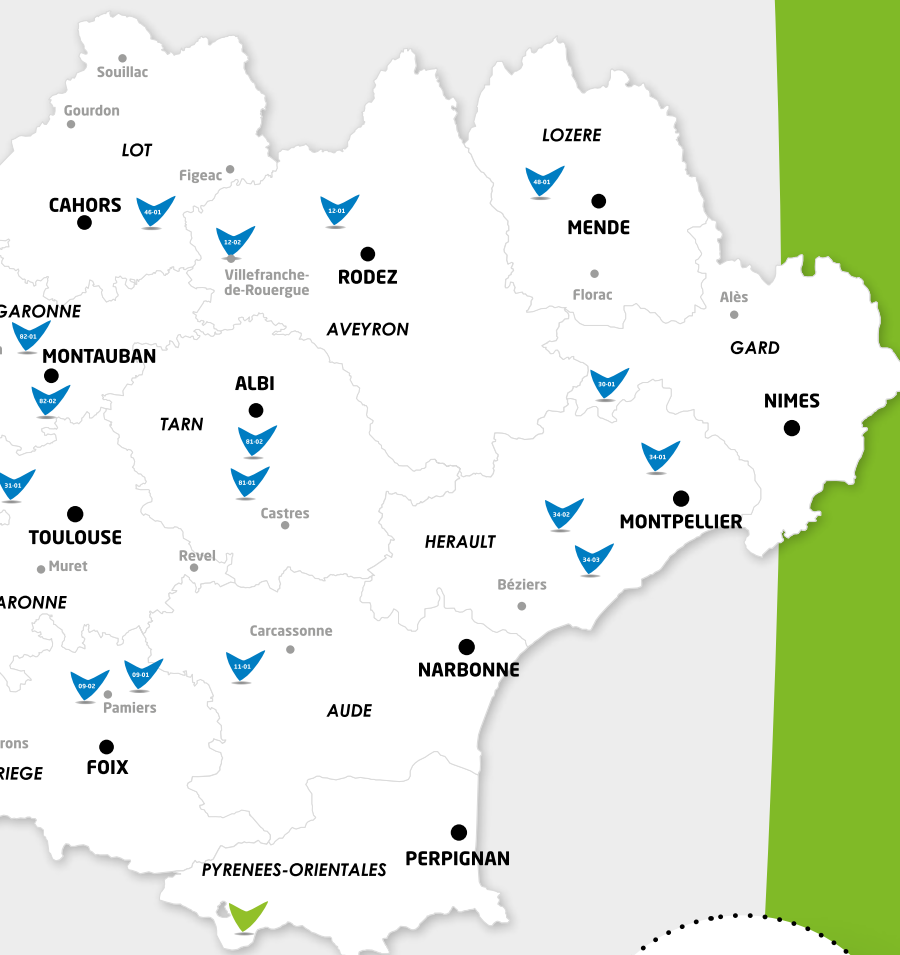 Souillac
Gourdon
LOT
LOZERE
Figeac
48-01
CAHORS
46-01
12-01
MENDE
12-02
Villefranche-
de-Rouergue
RODEZ
Florac
Alès
GARONNE
82-01
AVEYRON
MONTAUBAN
GARD
ALBI
30-01
82-02
NIMES
TARN
81-02
34-01
31-01
81-01
Castres
34-02
MONTPELLIER
TOULOUSE
HERAULT
Revel
34-03
Muret
Béziers
ARONNE
Carcassonne
11-01
NARBONNE
09-02
09-01
Pamiers
AUDE
rons
FOIX
RIEGE
PERPIGNAN
PYRENEES-ORIENTALES